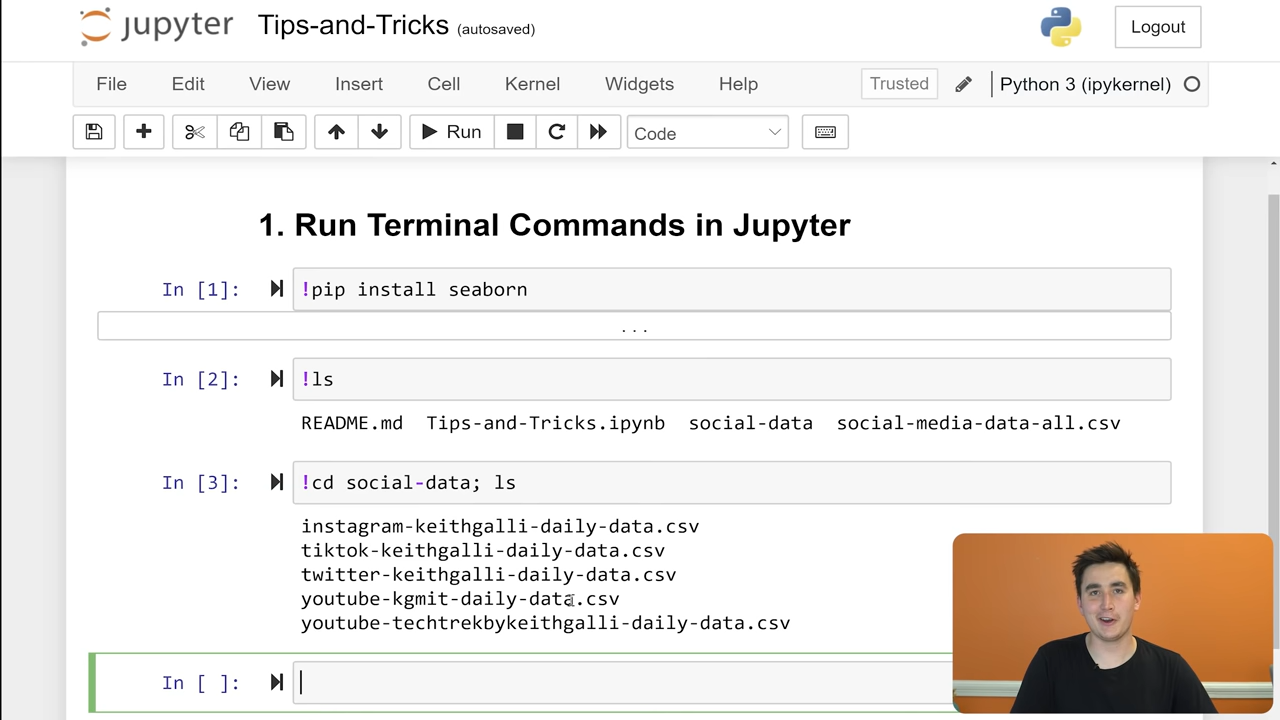 jupyter Tips-and-Tricks (autosaved) Logout
File Edit View Insert Cell Kernel Widgets Help Trusted Python 3 (ipykernel)
Run Code
1. Run Terminal Commands in Jupyter
In [1]: !pip install seaborn
...
In [2]: !ls
README.md Tips-and-Tricks.ipynb social-data social-media-data-all.csv
In [3]: !cd social-data; ls
instagram-keithgalli-daily-data.csv
tiktok-keithgalli-daily-data.csv
twitter-keithgalli-daily-data.csv
youtube-kgmit-daily-data.csv
youtube-techtrekbykeithgalli-daily-data.csv
In [ ]: